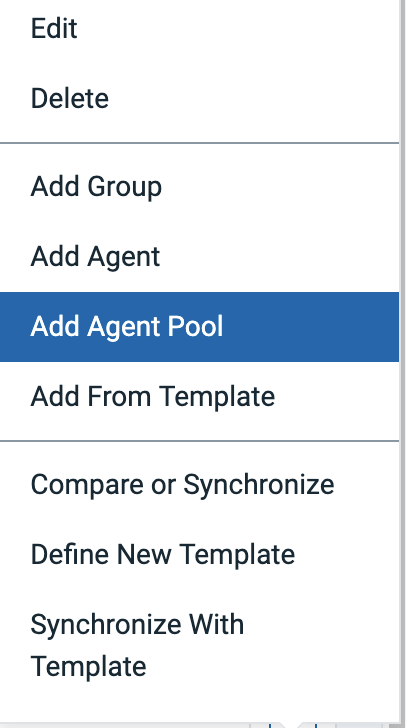 Edit
Delete
Add Group
Add Agent
Add Agent Pool
Add From Template
Compare or Synchronize
Define New Template
Synchronize With
Template